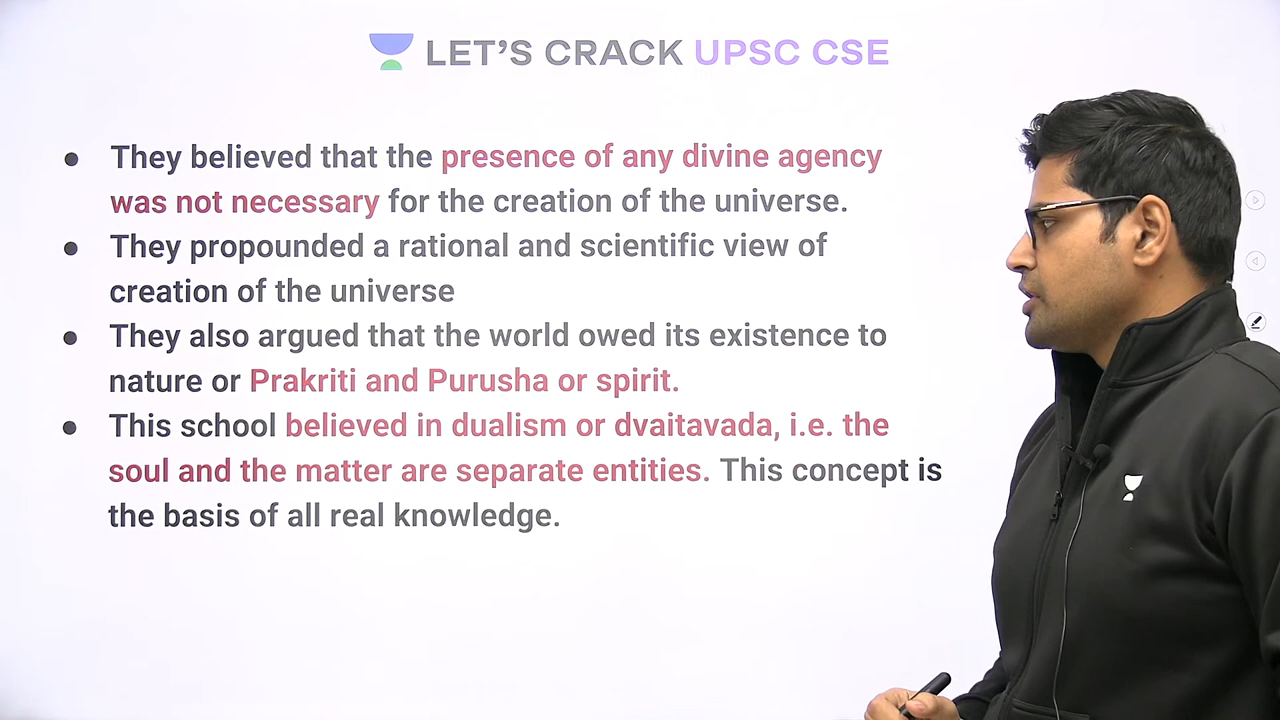 LET'S CRACK UPSC CSE
● They believed that the presence of any divine agency
was not necessary for the creation of the universe.
● They propounded a rational and scientific view of
creation of the universe
● They also argued that the world owed its existence to
nature or Prakriti and Purusha or spirit.
● This school believed in dualism or dvaitavada, i.e. the
soul and the matter are separate entities. This concept is
the basis of all real knowledge.